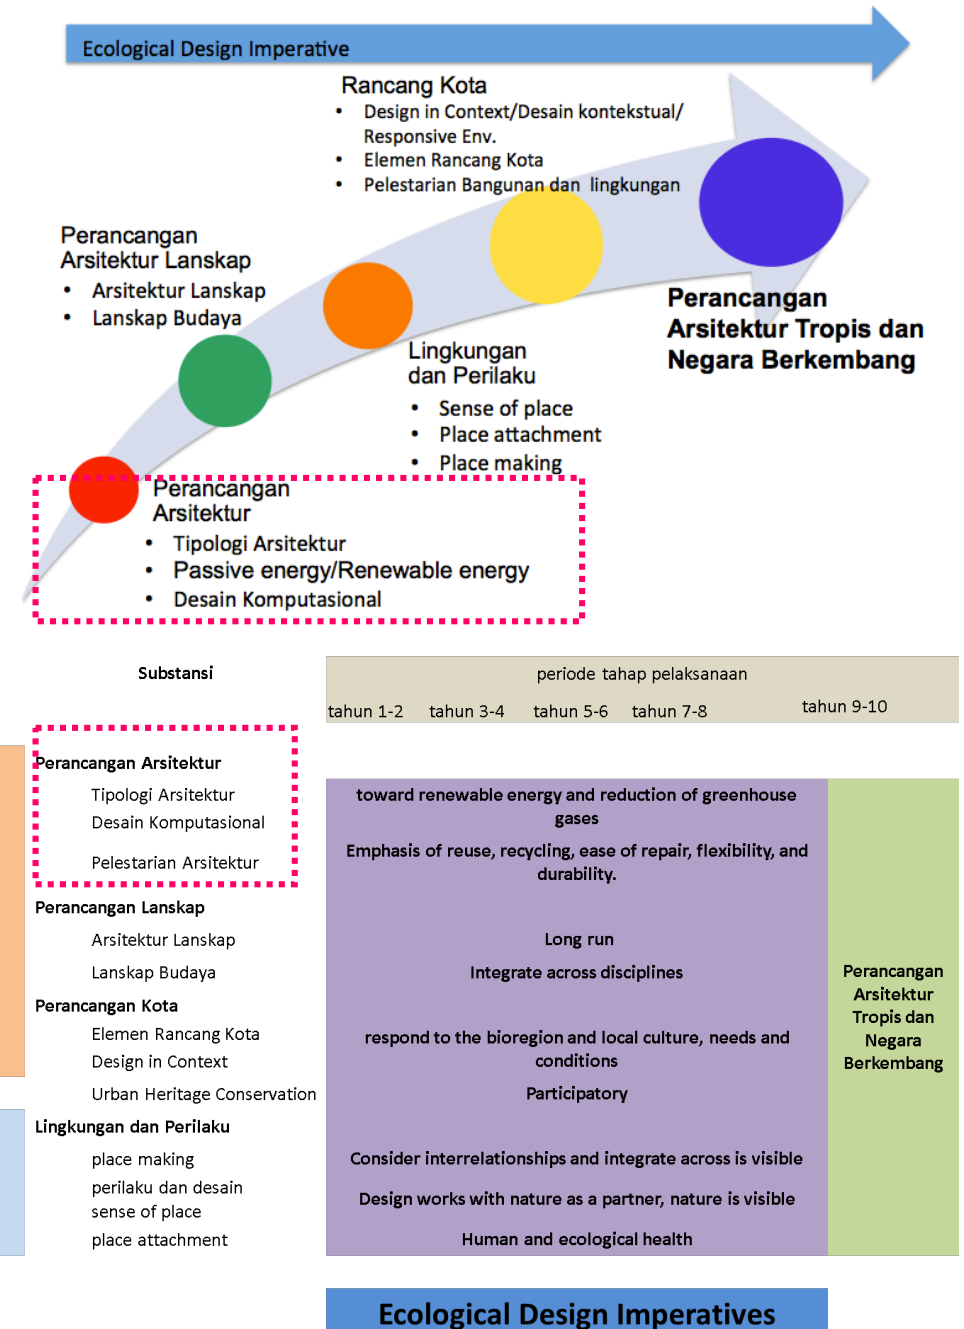 Ecological Design Imperative
Rancang Kota
• Design in Context/Desain kontekstual/
Responsive Env.
• Elemen Rancang Kota
• Pelestarian Bangunan dan lingkungan
Perancangan
Arsitektur Lanskap
• Arsitektur Lanskap
• Lanskap Budaya
Perancangan
Arsitektur Tropis dan
Negara Berkembang
Lingkungan
dan Perilaku
• Sense of place
• Place attachment
• Place making
Perancangan
Arsitektur
• Tipologi Arsitektur
• Passive energy/Renewable energy
• Desain Komputasional
Substansi
periode tahap pelaksanaan
tahun 1-2 tahun 3-4 tahun 5-6 tahun 7-8 tahun 9-10
Perancangan Arsitektur
Tipologi Arsitektur
Desain Komputasional
Pelestarian Arsitektur
toward renewable energy and reduction of greenhouse
gases
Emphasis of reuse, recycling, ease of repair, flexibility, and
durability.
Perancangan Lanskap
Arsitektur Lanskap
Long run
Lanskap Budaya
Integrate across disciplines
Perancangan Kota
Elemen Rancang Kota
Design in Context
respond to the bioregion and local culture, needs and
conditions
Urban Heritage Conservation
Participatory
Lingkungan dan Perilaku
place making
Consider interrelationships and integrate across is visible
perilaku dan desain
sense of place
Design works with nature as a partner, nature is visible
place attachment
Human and ecological health
Perancangan
Arsitektur
Tropis dan
Negara
Berkembang
Ecological Design Imperatives